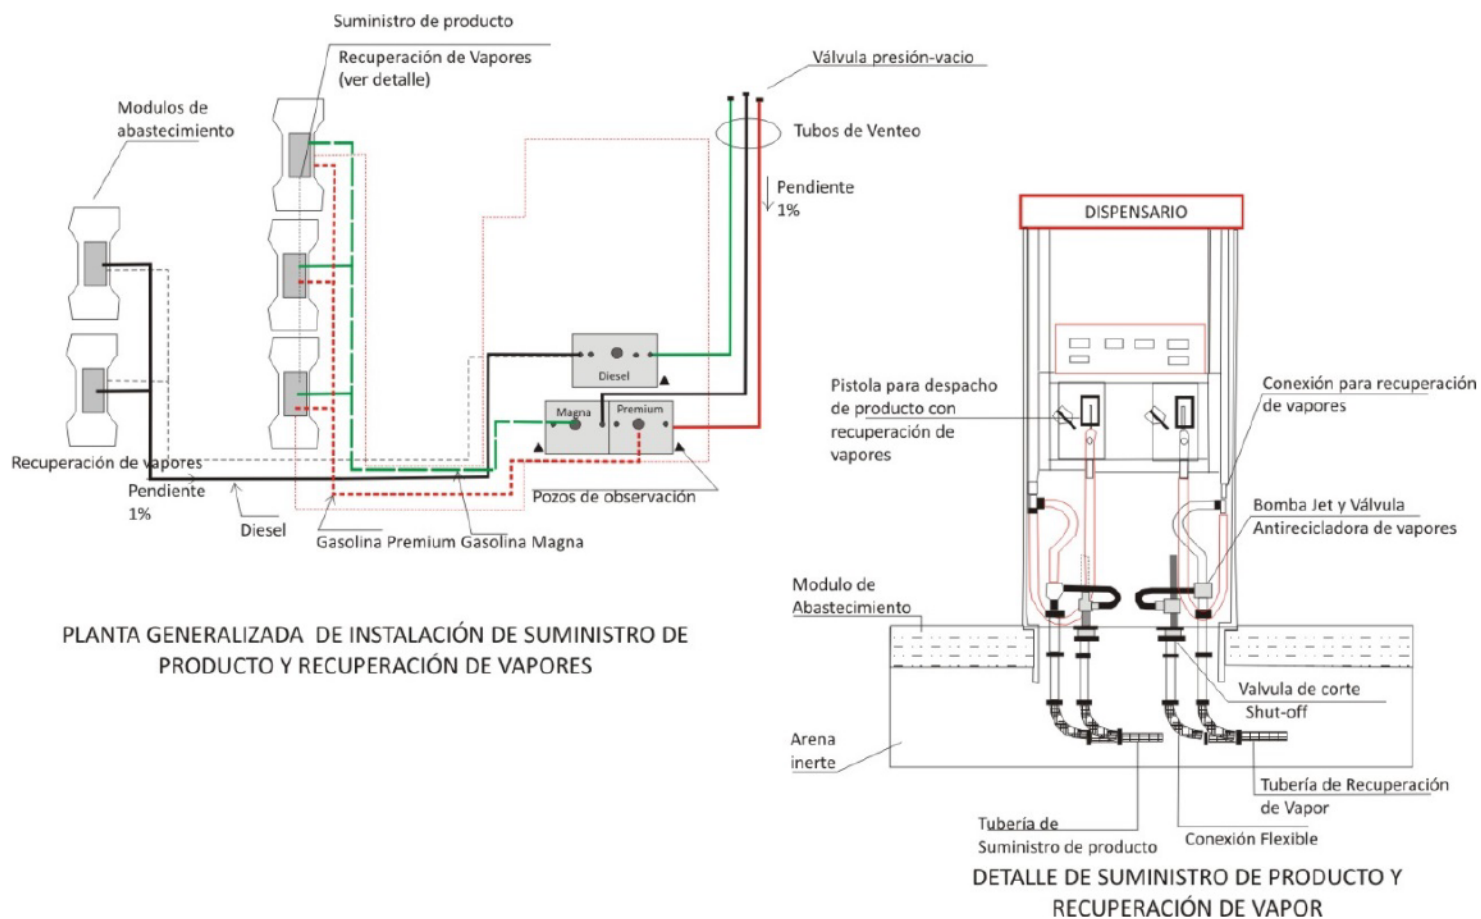 Suministro de producto
Recuperación de Vapores
(ver detalle)
Modulos de
abastecimiento
Válvula presión-vacio
Tubos de Venteo
Pendiente
1%
Diesel
Magna
Premium
Recuperación de vapores
Pendiente
1%
Diesel
Gasolina Premium Gasolina Magna
Pozos de observación
PLANTA GENERALIZADA DE INSTALACIÓN DE SUMINISTRO DE
PRODUCTO Y RECUPERACIÓN DE VAPORES
DISPENSARIO
Pistola para despacho
de producto con
recuperación de
vapores
Conexión para recuperación
de vapores
Bomba Jet y Válvula
Antirecicladora de vapores
Modulo de
Abastecimiento
Valvula de corte
Shut-off
Arena
inerte
Tubería de Recuperación
de Vapor
Tubería de
Suministro de producto
Conexión Flexible
DETALLE DE SUMINISTRO DE PRODUCTO Y
RECUPERACIÓN DE VAPOR